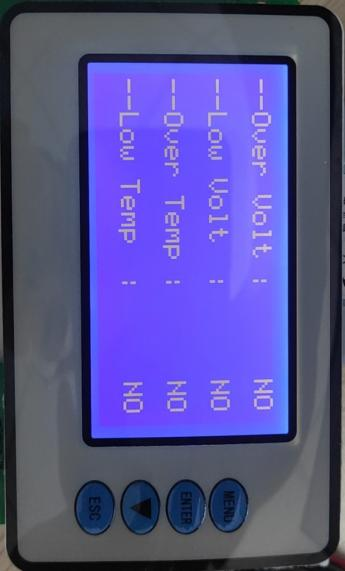 --Over Volt : NO
--Low Volt : NO
--Over Temp : NO
--Low Temp : NO
MENU
ENTER
ESC